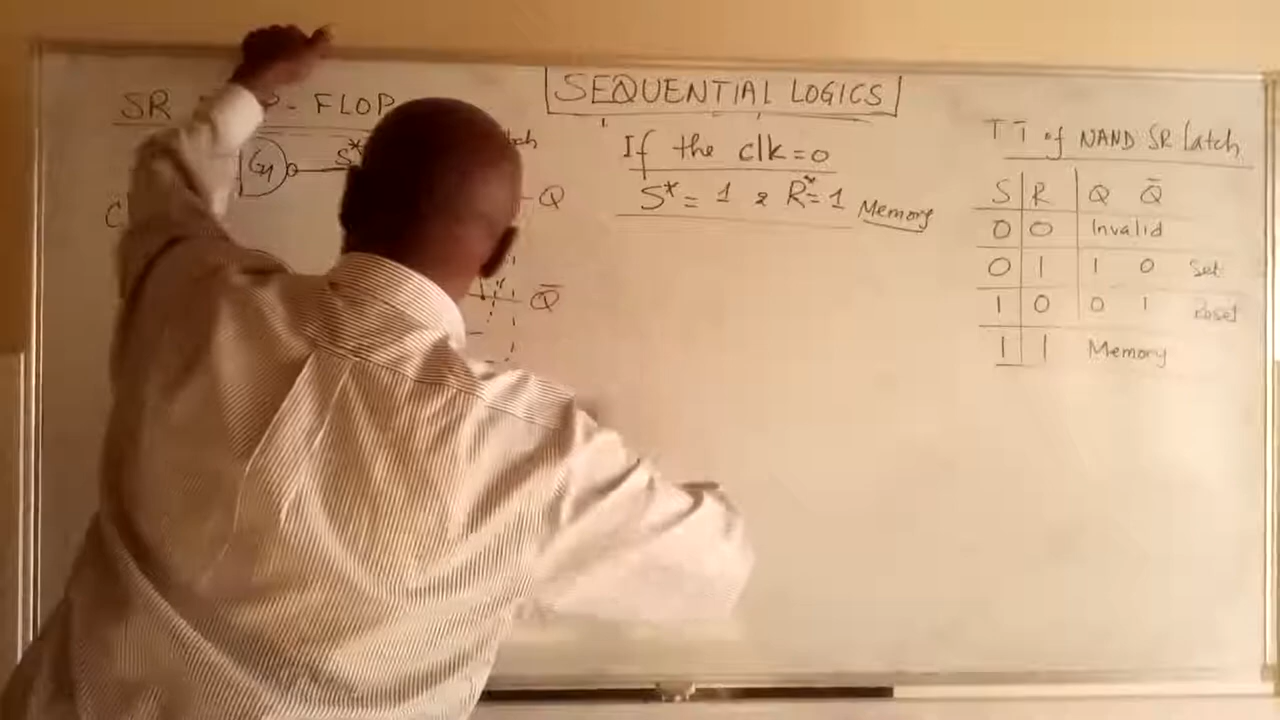 SEQUENTIAL LOGICS
SR P - FLOP
G1 S*
C
Q
Q̄
If the clk = 0
S* = 1 & R* = 1 Memory
TT of NAND SR latch
S R Q Q̄
0 0 Invalid
0 1 1 0 Set
1 0 0 1 Reset
1 1 Memory